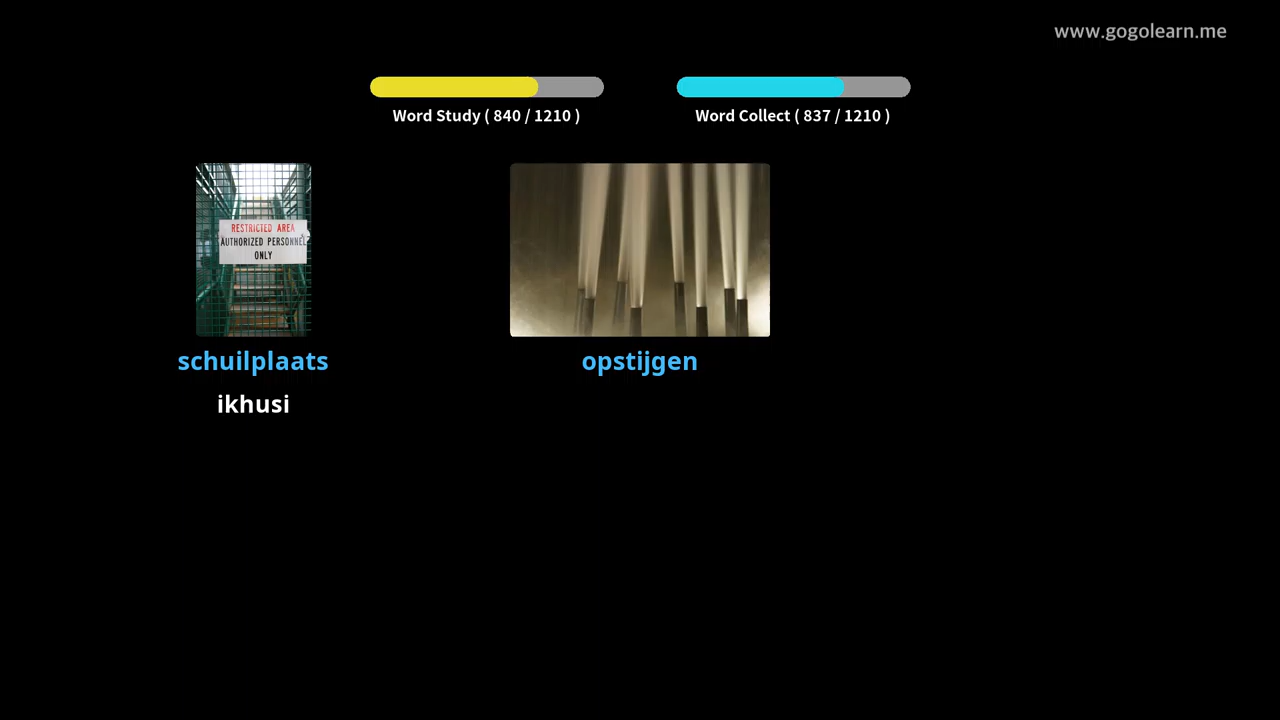 www.gogolearn.me
Word Study ( 840 / 1210 )
Word Collect ( 837 / 1210 )
RESTRICTED AREA
AUTHORIZED PERSONNEL
ONLY
schuilplaats
opstijgen
ikhusi